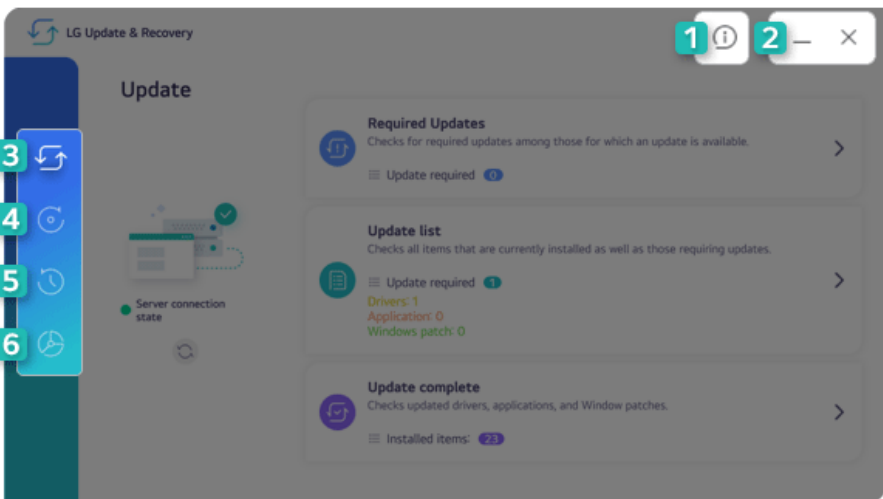 LG Update & Recovery
1
2
Update
Required Updates
Checks for required updates among those for which an update is available.
Update required 0
3
4
5
6
Update list
Checks all items that are currently installed as well as those requiring updates.
Update required 1
Drivers: 1
Application: 0
Windows patch: 0
Server connection
state
Update complete
Checks updated drivers, applications, and Window patches.
Installed items: 23